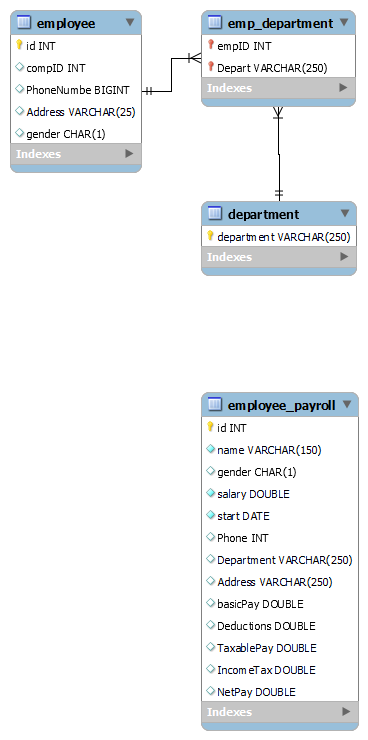 employee
id INT
compID INT
PhoneNumbe BIGINT
Address VARCHAR(25)
gender CHAR(1)
Indexes
emp_department
empID INT
Depart VARCHAR(250)
Indexes
department
department VARCHAR(250)
Indexes
employee_payroll
id INT
name VARCHAR(150)
gender CHAR(1)
salary DOUBLE
start DATE
Phone INT
Department VARCHAR(250)
Address VARCHAR(250)
basicPay DOUBLE
Deductions DOUBLE
TaxablePay DOUBLE
IncomeTax DOUBLE
NetPay DOUBLE
Indexes